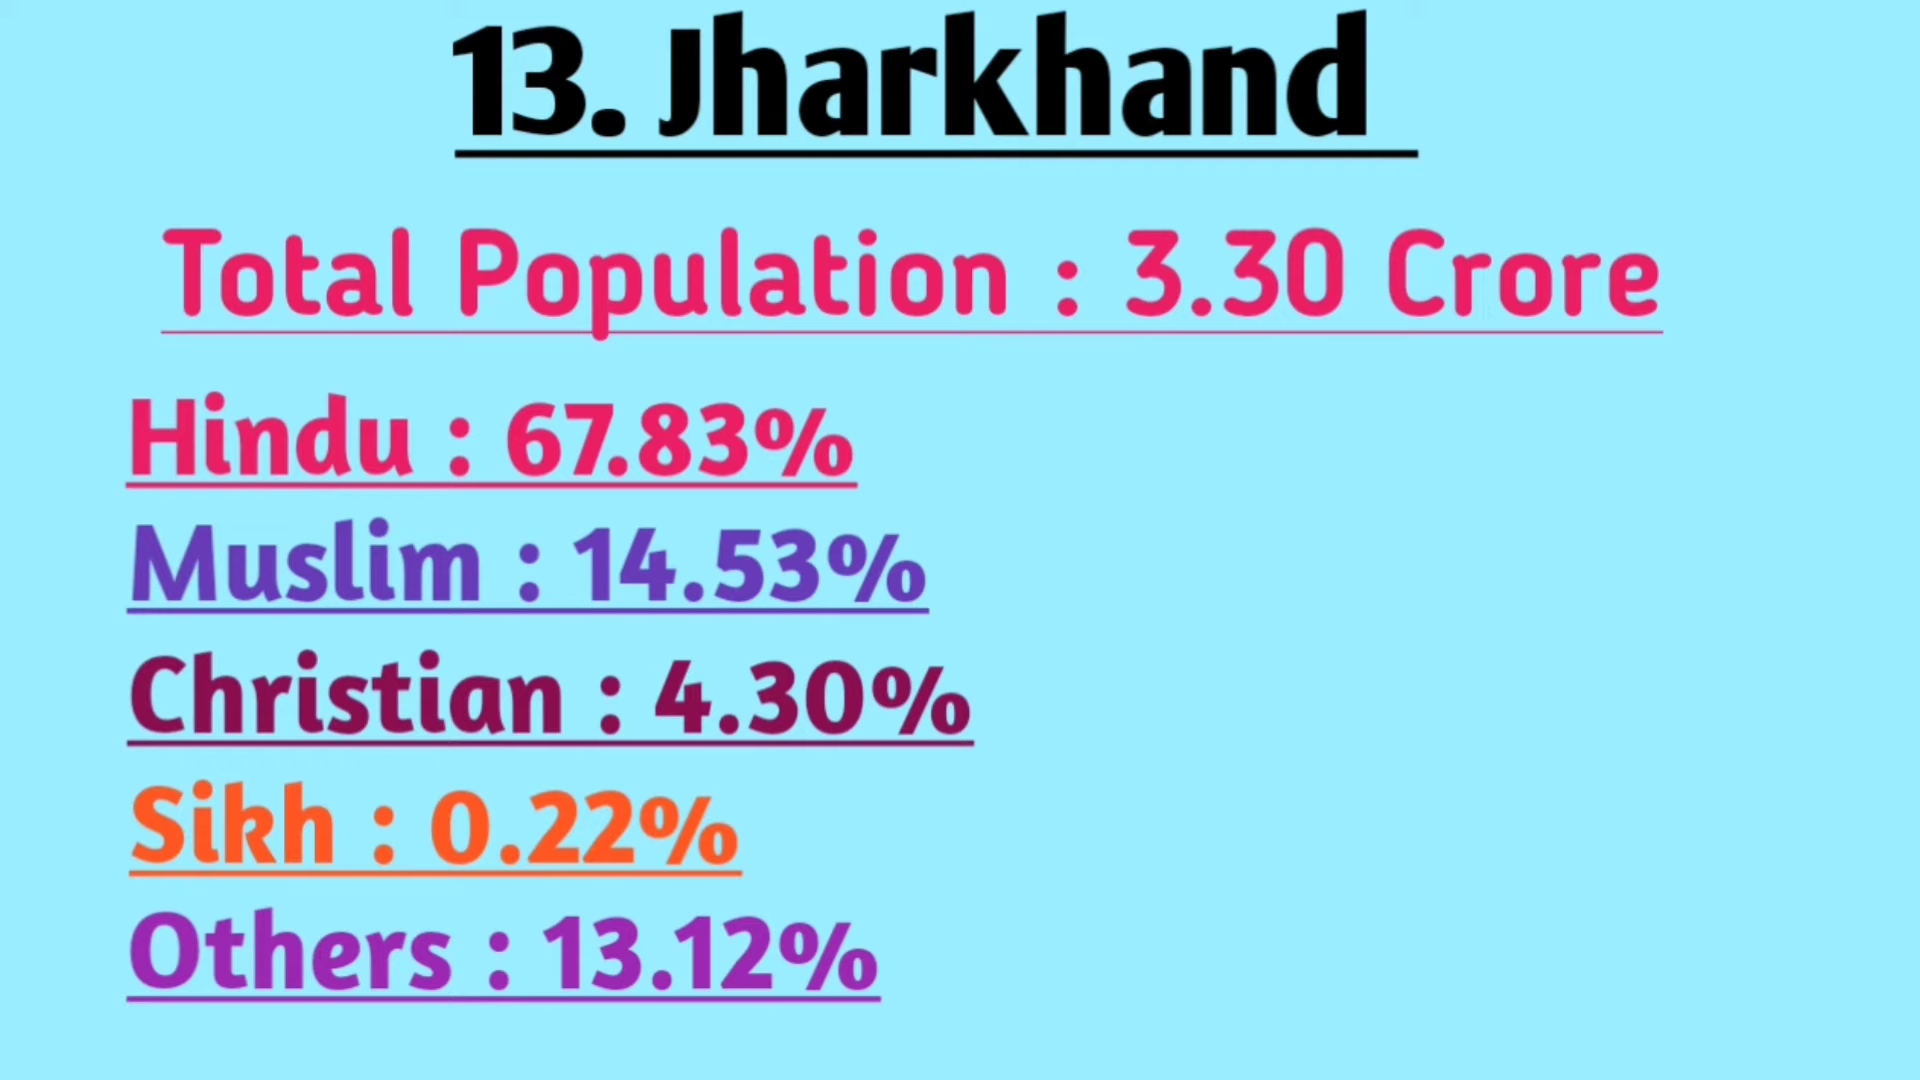 13. Jharkhand
Total Population : 3.30 Crore
Hindu : 67.83%
Muslim : 14.53%
Christian : 4.30%
Sikh : 0.22%
Others : 13.12%